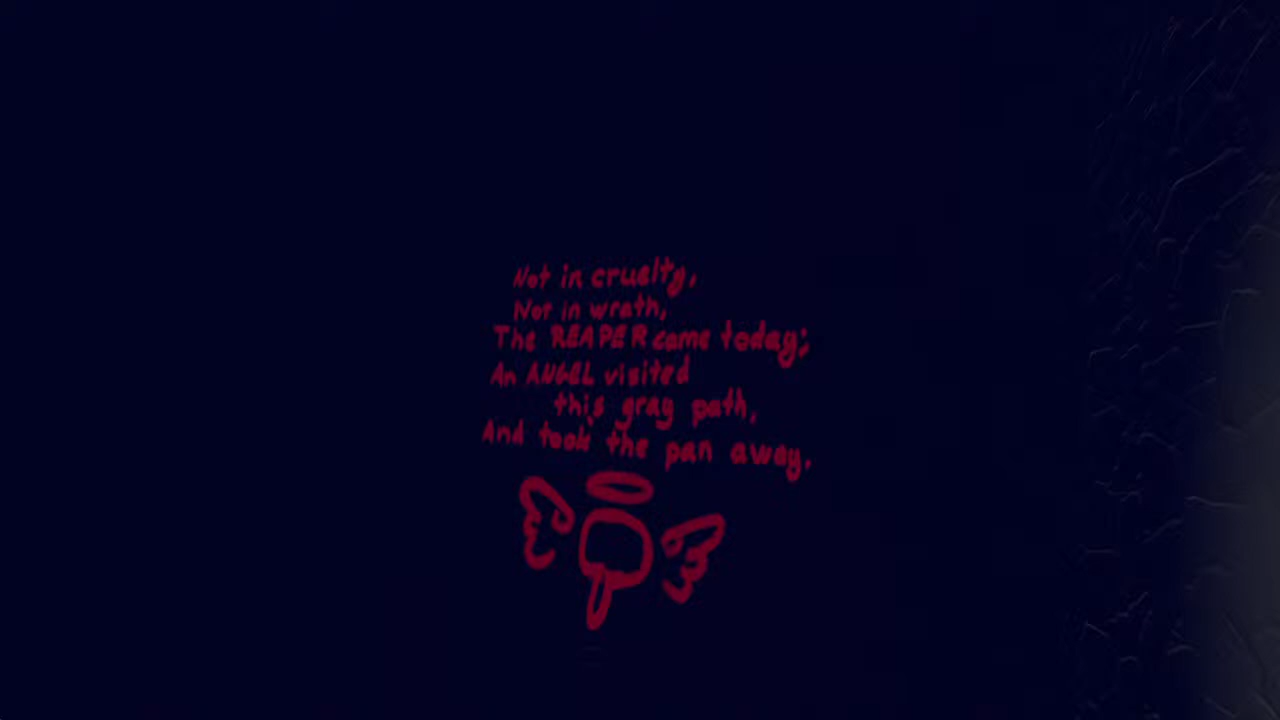 Not in cruelty,
Not in wrath,
The REAPER came today;
An ANGEL visited
this gray path,
And took the pan away.